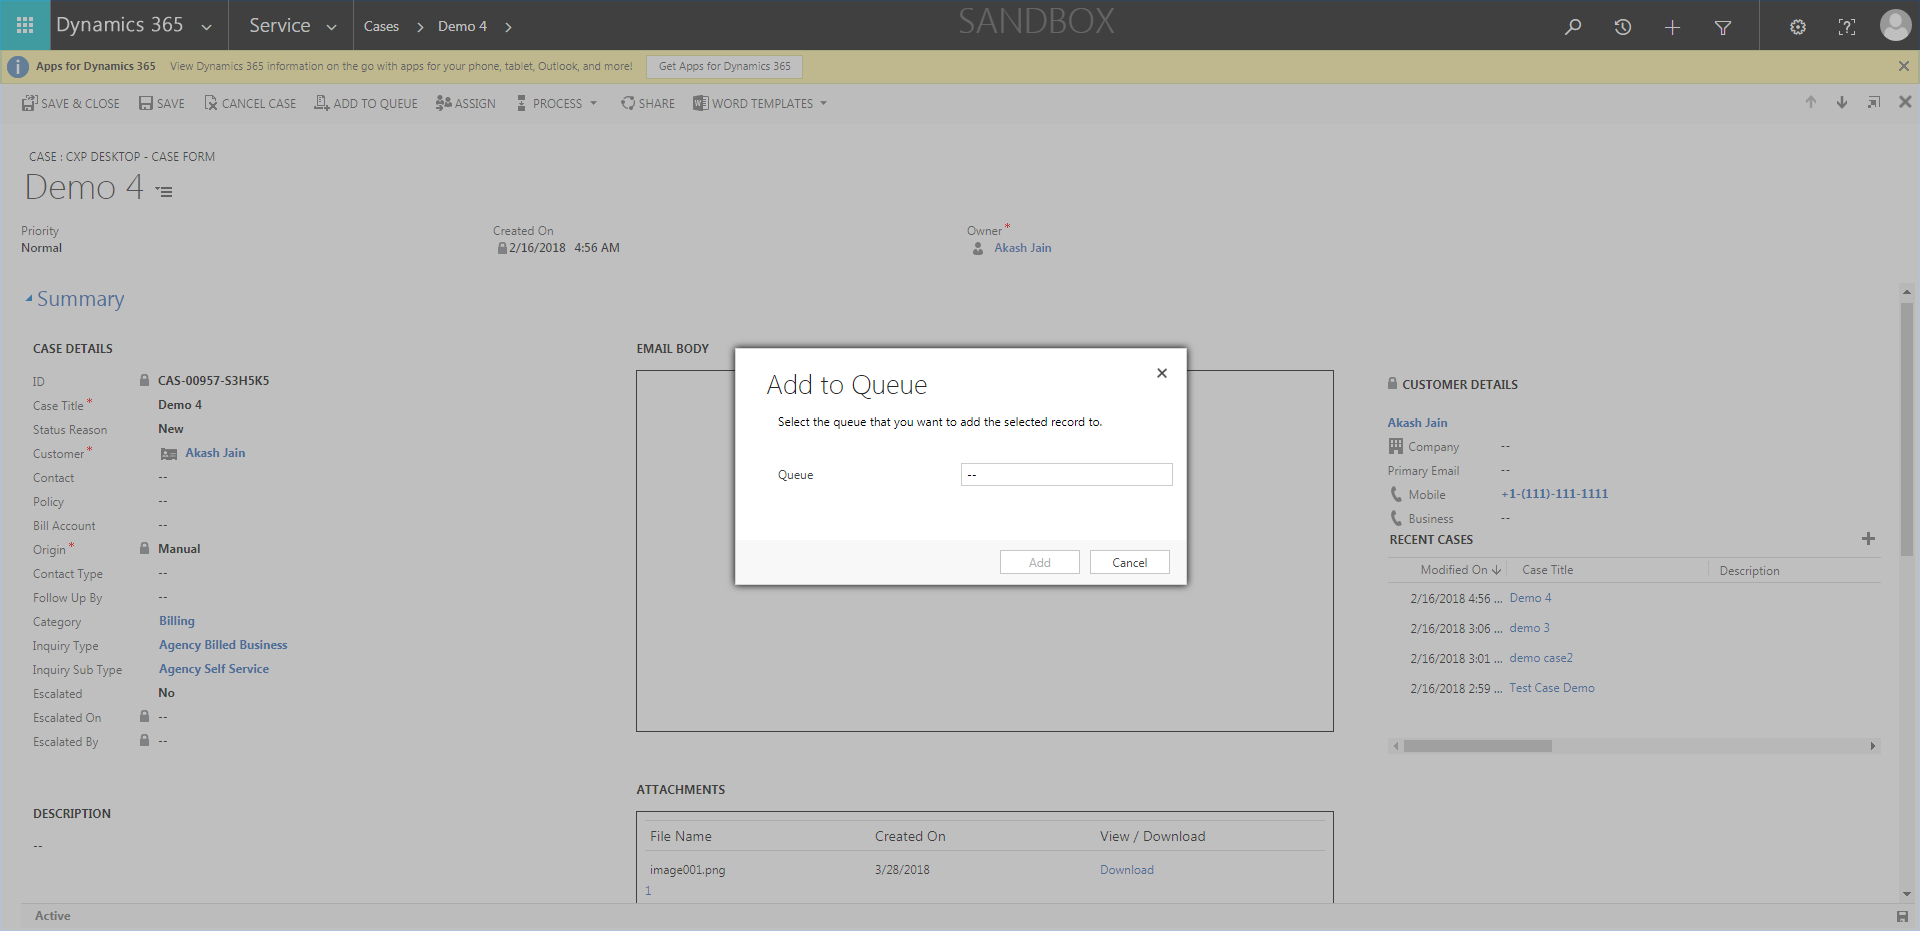 Dynamics 365 Service Cases Demo 4 SANDBOX
Apps for Dynamics 365 View Dynamics 365 information on the go with apps for your phone, tablet, Outlook, and more! Get Apps for Dynamics 365
SAVE & CLOSE SAVE CANCEL CASE ADD TO QUEUE ASSIGN PROCESS SHARE WORD TEMPLATES
CASE : CXP DESKTOP - CASE FORM
Demo 4
Priority
Normal
Created On
2/16/2018 4:56 AM
Owner*
Akash Jain
Summary
CASE DETAILS
ID CAS-00957-S3H5K5
Case Title* Demo 4
Status Reason New
Customer* Akash Jain
Contact --
Policy --
Bill Account --
Origin* Manual
Contact Type --
Follow Up By --
Category Billing
Inquiry Type Agency Billed Business
Inquiry Sub Type Agency Self Service
Escalated No
Escalated On --
Escalated By --
DESCRIPTION
--
EMAIL BODY
Add to Queue
Select the queue that you want to add the selected record to.
Queue --
Add Cancel
ATTACHMENTS
File Name Created On View / Download
image001.png 3/28/2018 Download
1
CUSTOMER DETAILS
Akash Jain
Company --
Primary Email --
Mobile +1-(111)-111-1111
Business --
RECENT CASES
Modified On Case Title Description
2/16/2018 4:56 ... Demo 4
2/16/2018 3:06 ... demo 3
2/16/2018 3:01 ... demo case2
2/16/2018 2:59 ... Test Case Demo
Active